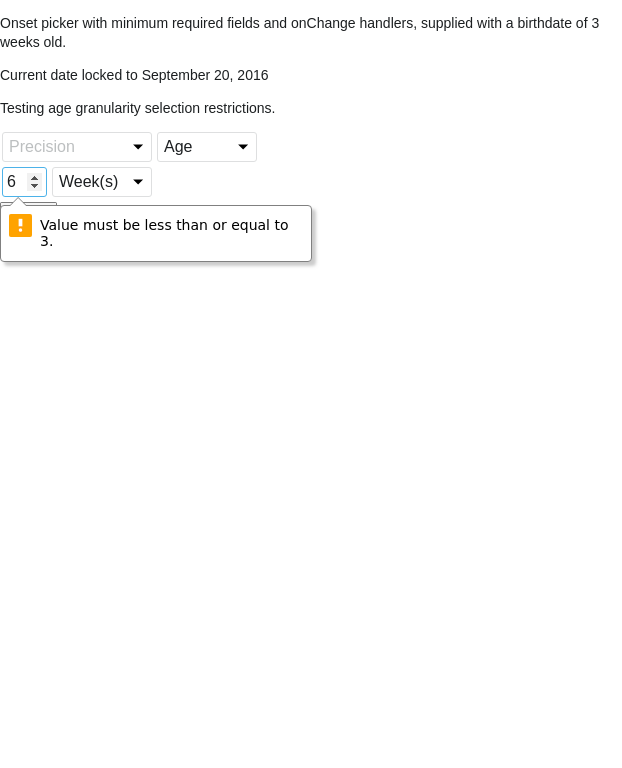 Onset picker with minimum required fields and onChange handlers, supplied with a birthdate of 3
weeks old.
Current date locked to September 20, 2016
Testing age granularity selection restrictions.
Precision Age
6 Week(s)
Value must be less than or equal to
3.